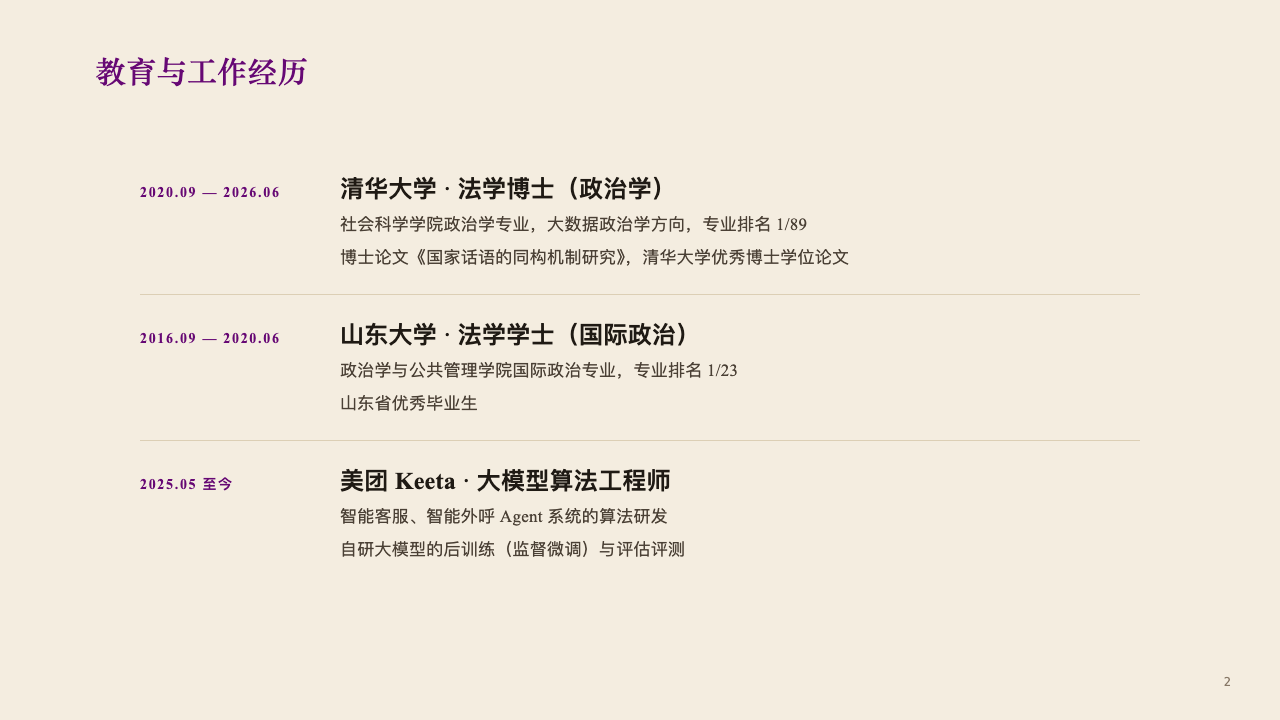 教育与工作经历
2020.09 — 2026.06
清华大学 · 法学博士（政治学）
社会科学学院政治学专业，大数据政治学方向，专业排名 1/89
博士论文《国家话语的同构机制研究》，清华大学优秀博士学位论文
2016.09 — 2020.06
山东大学 · 法学学士（国际政治）
政治学与公共管理学院国际政治专业，专业排名 1/23
山东省优秀毕业生
2025.05 至今
美团 Keeta · 大模型算法工程师
智能客服、智能外呼 Agent 系统的算法研发
自研大模型的后训练（监督微调）与评估评测
2